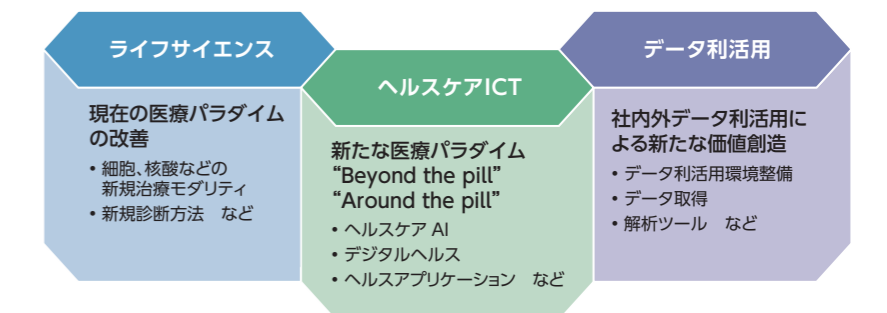 ライフサイエンス
現在の医療パラダイム
の改善
• 細胞、核酸などの
新規治療モダリティ
• 新規診断方法　など
ヘルスケアICT
新たな医療パラダイム
“Beyond the pill”
“Around the pill”
• ヘルスケア AI
• デジタルヘルス
• ヘルスアプリケーション　など
データ利活用
社内外データ利活用に
よる新たな価値創造
• データ利活用環境整備
• データ取得
• 解析ツール　など